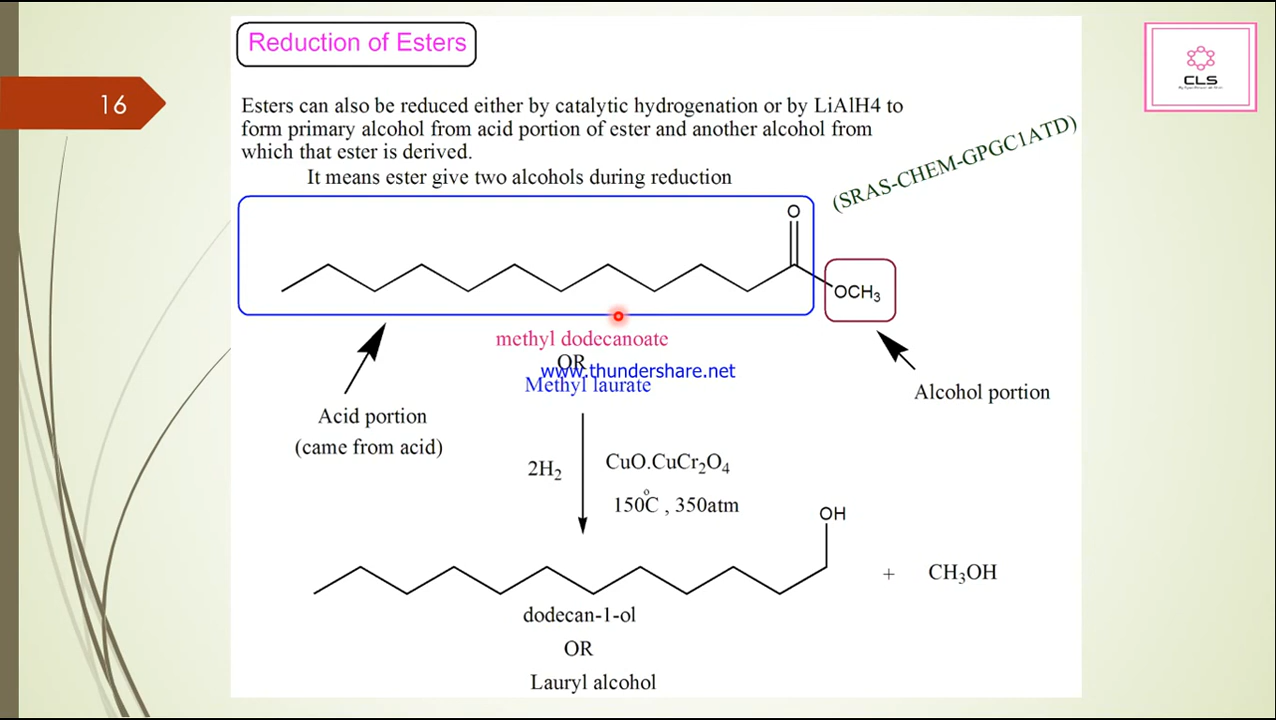 Reduction of Esters
CLS
16
Esters can also be reduced either by catalytic hydrogenation or by LiAlH4 to
form primary alcohol from acid portion of ester and another alcohol from
which that ester is derived.
It means ester give two alcohols during reduction
(SRAS-CHEM-GPGC1ATD)
O
OCH₃
methyl dodecanoate
OR
www.thundershare.net
Methyl laurate
Alcohol portion
Acid portion
(came from acid)
2H₂
CuO.CuCr₂O₄
150°C , 350atm
OH
+ CH₃OH
dodecan-1-ol
OR
Lauryl alcohol